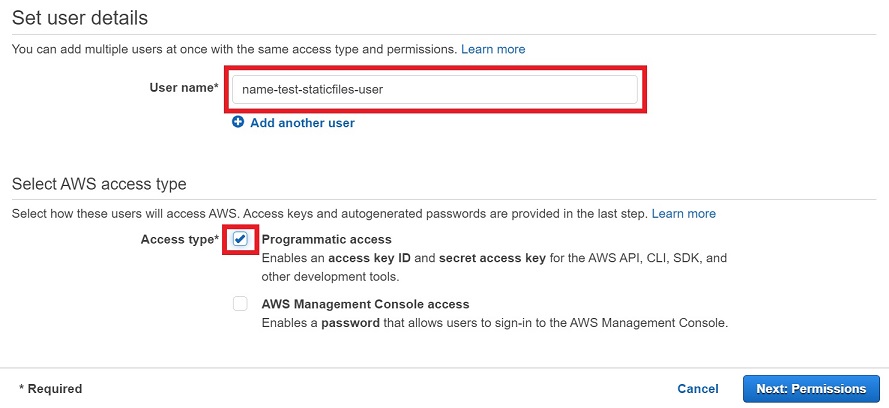 Set user details
You can add multiple users at once with the same access type and permissions. Learn more
User name* name-test-staticfiles-user
Add another user
Select AWS access type
Select how these users will access AWS. Access keys and autogenerated passwords are provided in the last step. Learn more
Access type* Programmatic access
Enables an access key ID and secret access key for the AWS API, CLI, SDK, and
other development tools.
AWS Management Console access
Enables a password that allows users to sign-in to the AWS Management Console.
* Required Cancel Next: Permissions